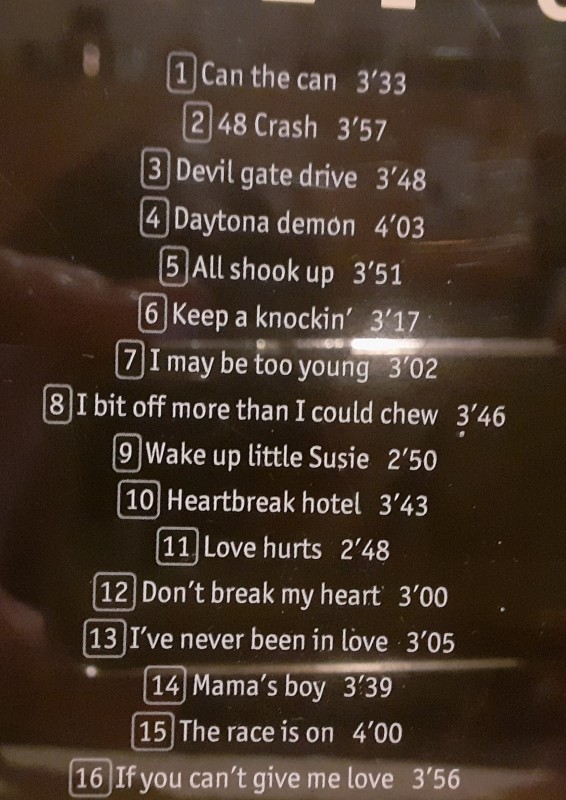 1 Can the can 3'33
2 48 Crash 3'57
3 Devil gate drive 3'48
4 Daytona demon 4'03
5 All shook up 3'51
6 Keep a knockin' 3'17
7 I may be too young 3'02
8 I bit off more than I could chew 3'46
9 Wake up little Susie 2'50
10 Heartbreak hotel 3'43
11 Love hurts 2'48
12 Don't break my heart 3'00
13 I've never been in love 3'05
14 Mama's boy 3'39
15 The race is on 4'00
16 If you can't give me love 3'56